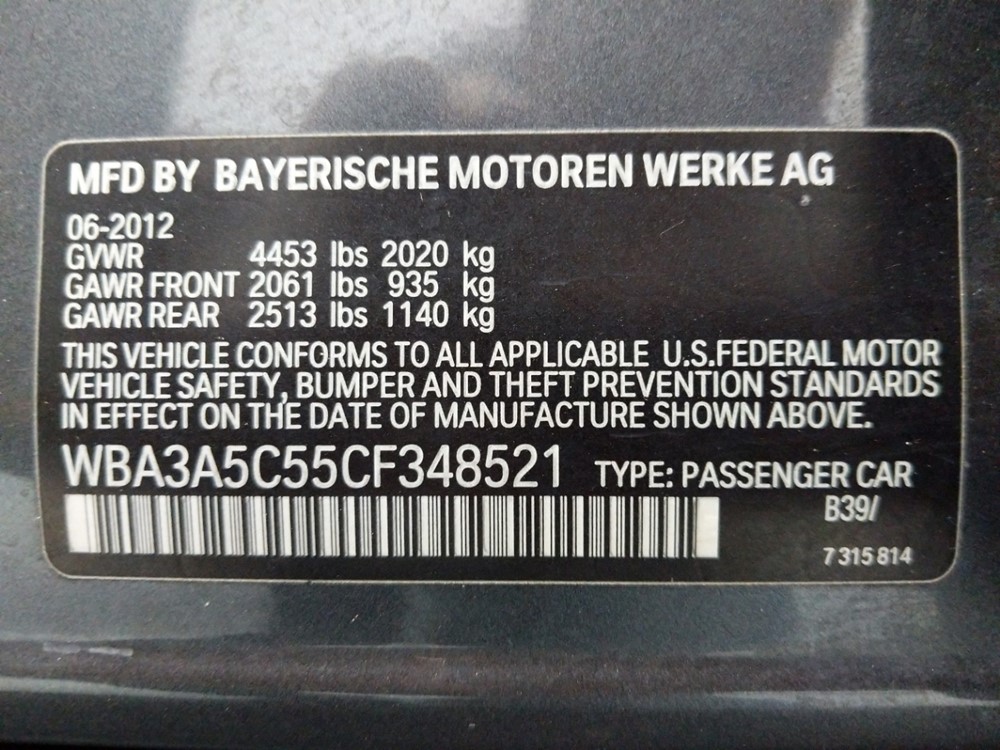 MFD BY BAYERISCHE MOTOREN WERKE AG
06-2012
GVWR 4453 lbs 2020 kg
GAWR FRONT 2061 lbs 935 kg
GAWR REAR 2513 lbs 1140 kg
THIS VEHICLE CONFORMS TO ALL APPLICABLE U.S.FEDERAL MOTOR
VEHICLE SAFETY, BUMPER AND THEFT PREVENTION STANDARDS
IN EFFECT ON THE DATE OF MANUFACTURE SHOWN ABOVE.
WBA3A5C55CF348521 TYPE: PASSENGER CAR
B39/
7 315 814